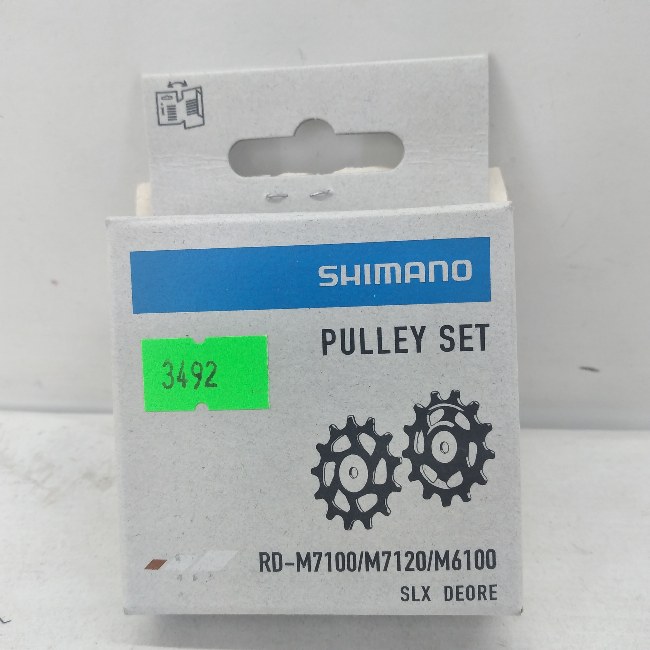 SHIMANO
PULLEY SET
3492
RD-M7100/M7120/M6100
SLX DEORE